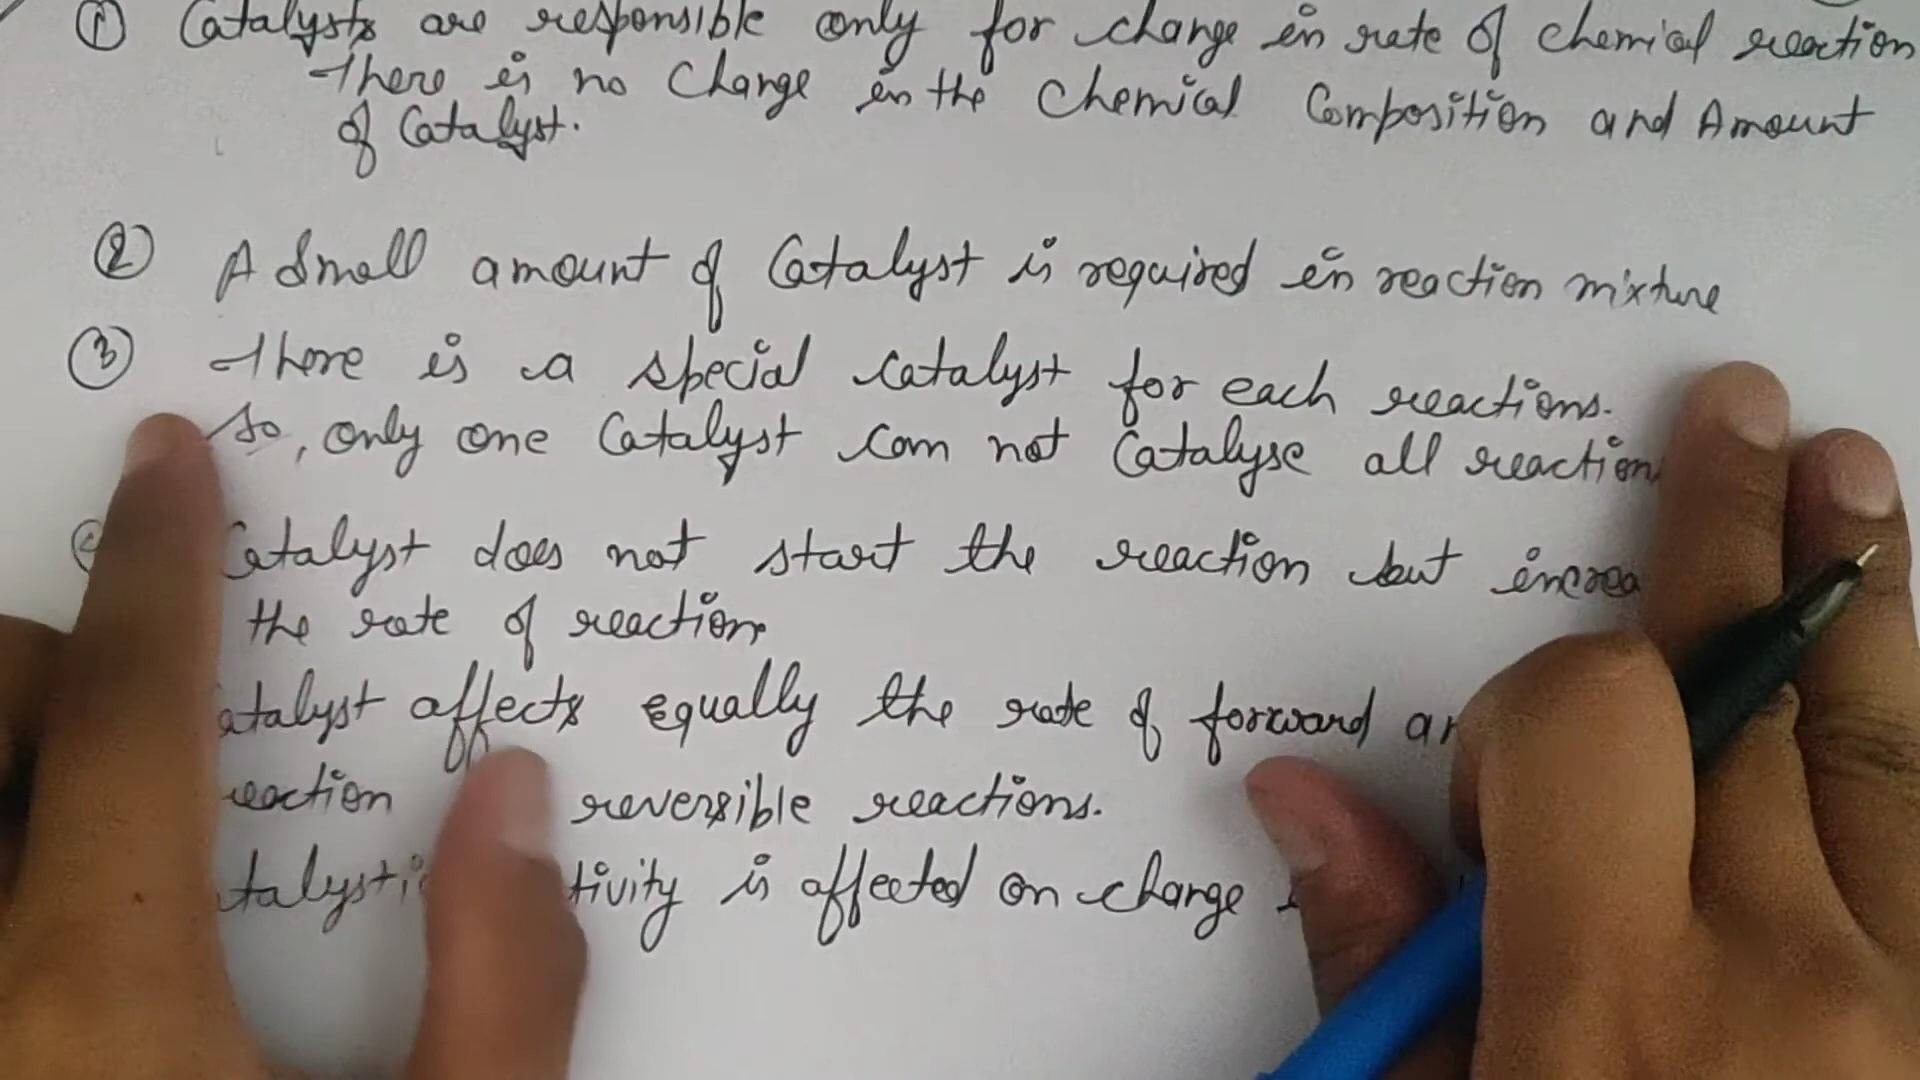 ① Catalysts are responsible only for change in rate of chemical reaction
There is no Change in the Chemical Composition and Amount
of Catalyst.
② A Small amount of Catalyst is required in reaction mixture
③ There is a special catalyst for each reactions.
So, only one Catalyst can not Catalyse all reaction
Catalyst does not start the reaction but increa
the rate of reaction
atalyst affects equally the rate of forward an
eaction reversible reactions.
atalystic tivity is affected on change